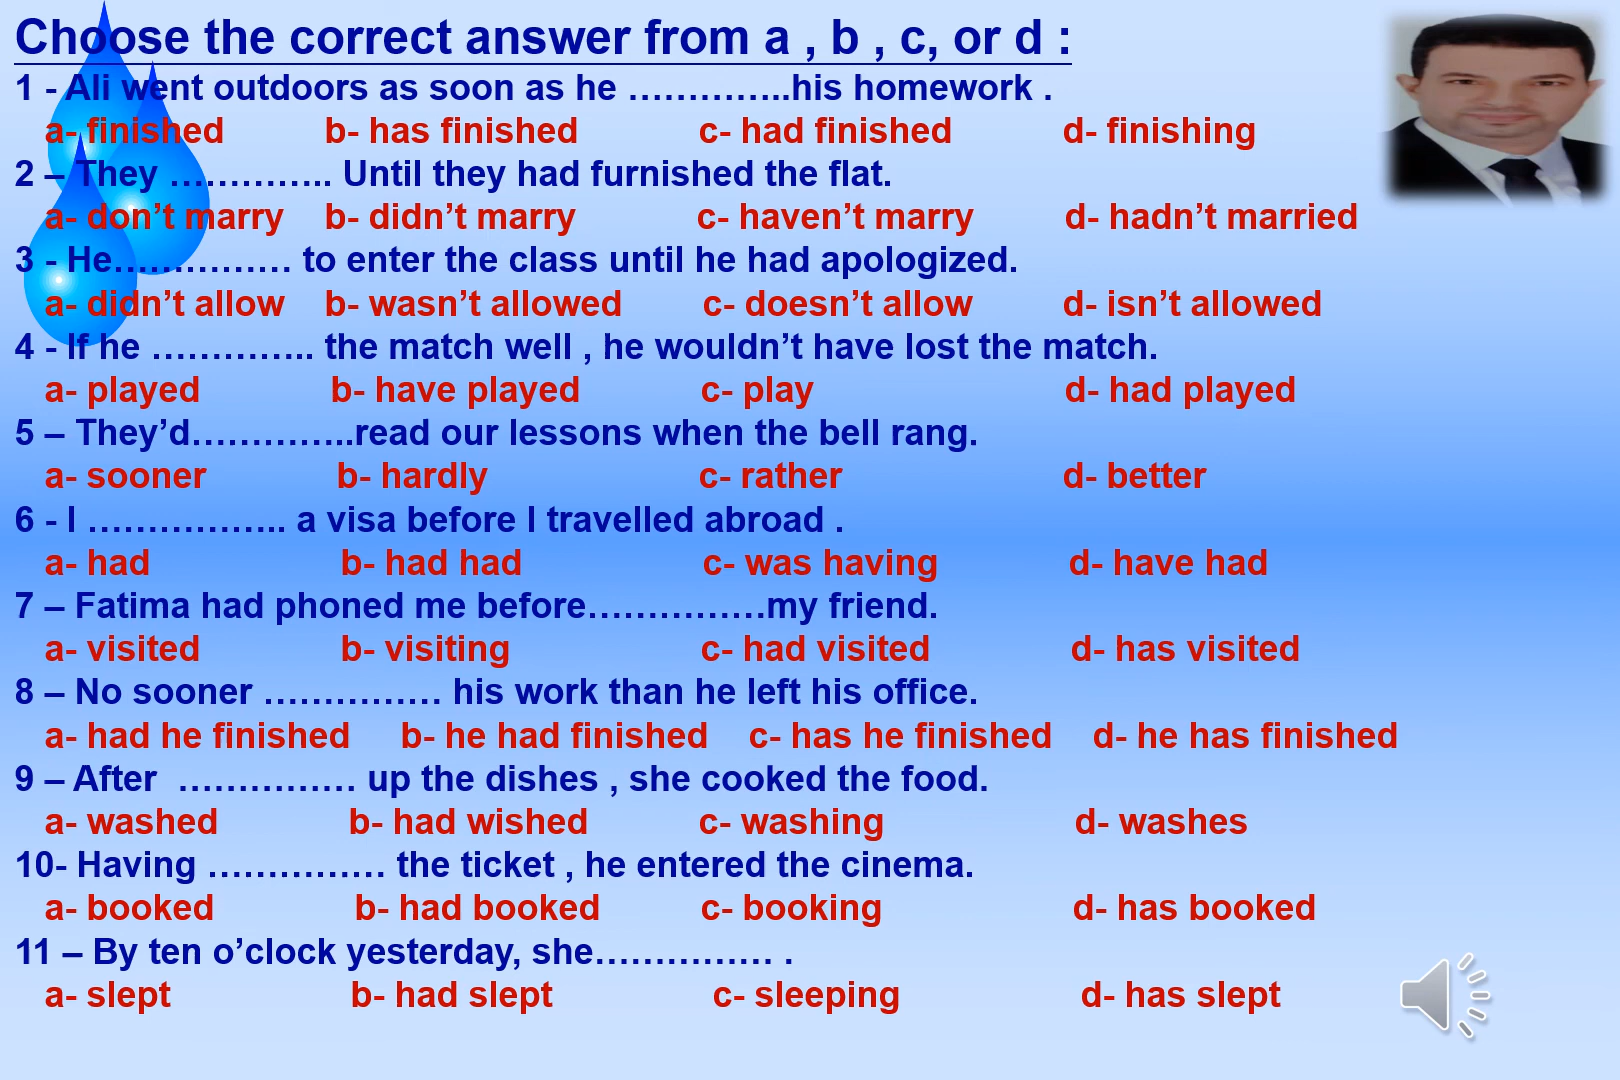 Choose the correct answer from a , b , c, or d :
1 - Ali went outdoors as soon as he …………..his homework .
a- finished b- has finished c- had finished d- finishing
2 – They ………….. Until they had furnished the flat.
a- don’t marry b- didn’t marry c- haven’t marry d- hadn’t married
3 - He…………… to enter the class until he had apologized.
a- didn’t allow b- wasn’t allowed c- doesn’t allow d- isn’t allowed
4 - If he ………….. the match well , he wouldn’t have lost the match.
a- played b- have played c- play d- had played
5 – They’d…………..read our lessons when the bell rang.
a- sooner b- hardly c- rather d- better
6 - I …………….. a visa before I travelled abroad .
a- had b- had had c- was having d- have had
7 – Fatima had phoned me before……………my friend.
a- visited b- visiting c- had visited d- has visited
8 – No sooner …………… his work than he left his office.
a- had he finished b- he had finished c- has he finished d- he has finished
9 – After …………… up the dishes , she cooked the food.
a- washed b- had wished c- washing d- washes
10- Having …………… the ticket , he entered the cinema.
a- booked b- had booked c- booking d- has booked
11 – By ten o’clock yesterday, she…………… .
a- slept b- had slept c- sleeping d- has slept